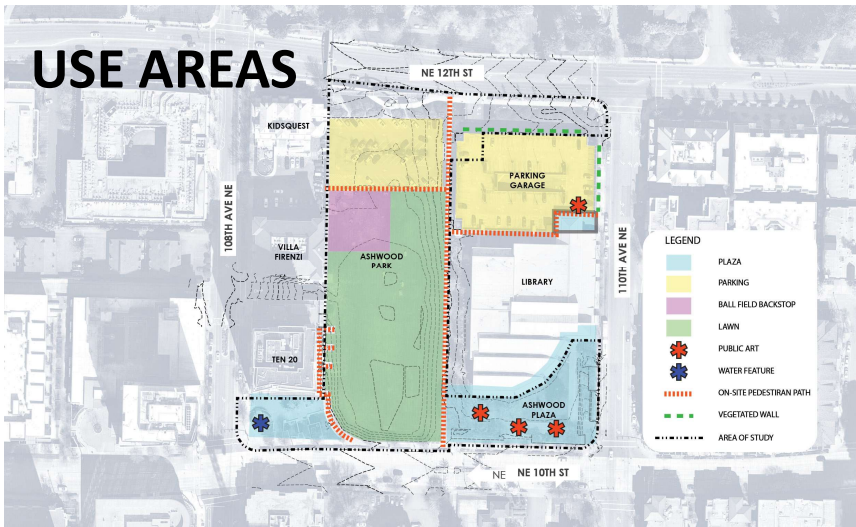 USE AREAS
NE 12TH ST
KIDSQUEST
PARKING
GARAGE
108TH AVE NE
110TH AVE NE
VILLA
FIRENZI
ASHWOOD
PARK
LIBRARY
TEN 20
ASHWOOD
PLAZA
NE NE 10TH ST
LEGEND
PLAZA
PARKING
BALL FIELD BACKSTOP
LAWN
PUBLIC ART
WATER FEATURE
ON-SITE PEDESTIRAN PATH
VEGETATED WALL
AREA OF STUDY